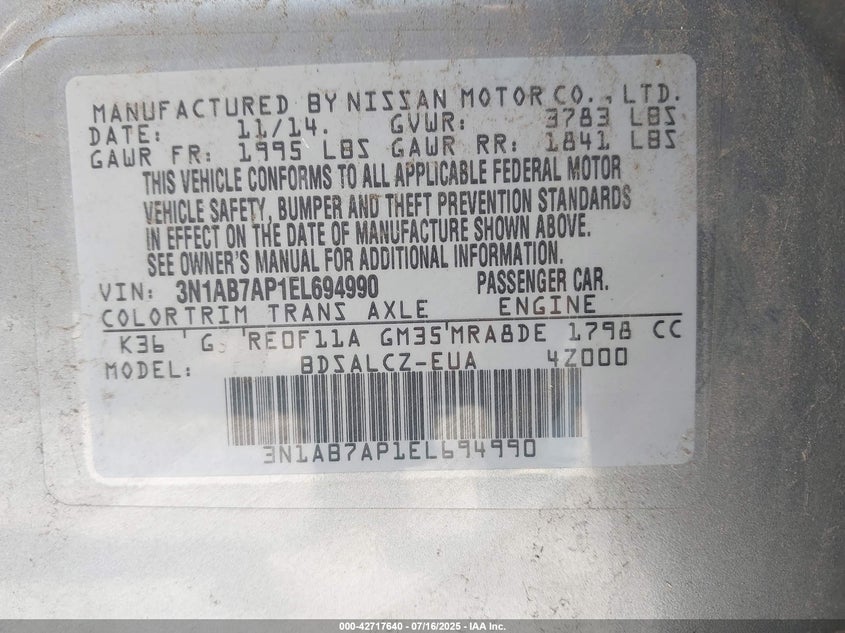 MANUFACTURED BY NISSAN MOTOR CO., LTD.
DATE: 11/14. GVWR: 3783 LBS
GAWR FR: 1995 LBS GAWR RR: 1841 LBS
THIS VEHICLE CONFORMS TO ALL APPLICABLE FEDERAL MOTOR
VEHICLE SAFETY, BUMPER AND THEFT PREVENTION STANDARDS
IN EFFECT ON THE DATE OF MANUFACTURE SHOWN ABOVE.
SEE OWNER'S MANUAL FOR ADDITIONAL INFORMATION.
VIN: 3N1AB7AP1EL694990 PASSENGER CAR.
COLOR TRIM TRANS AXLE ENGINE
K36 G RE0F11A GM35 MRA8DE 1798 CC
MODEL: BDSALCZ-EUA 4Z000
3N1AB7AP1EL694990
000-42717640 - 07/16/2025 - IAA Inc.